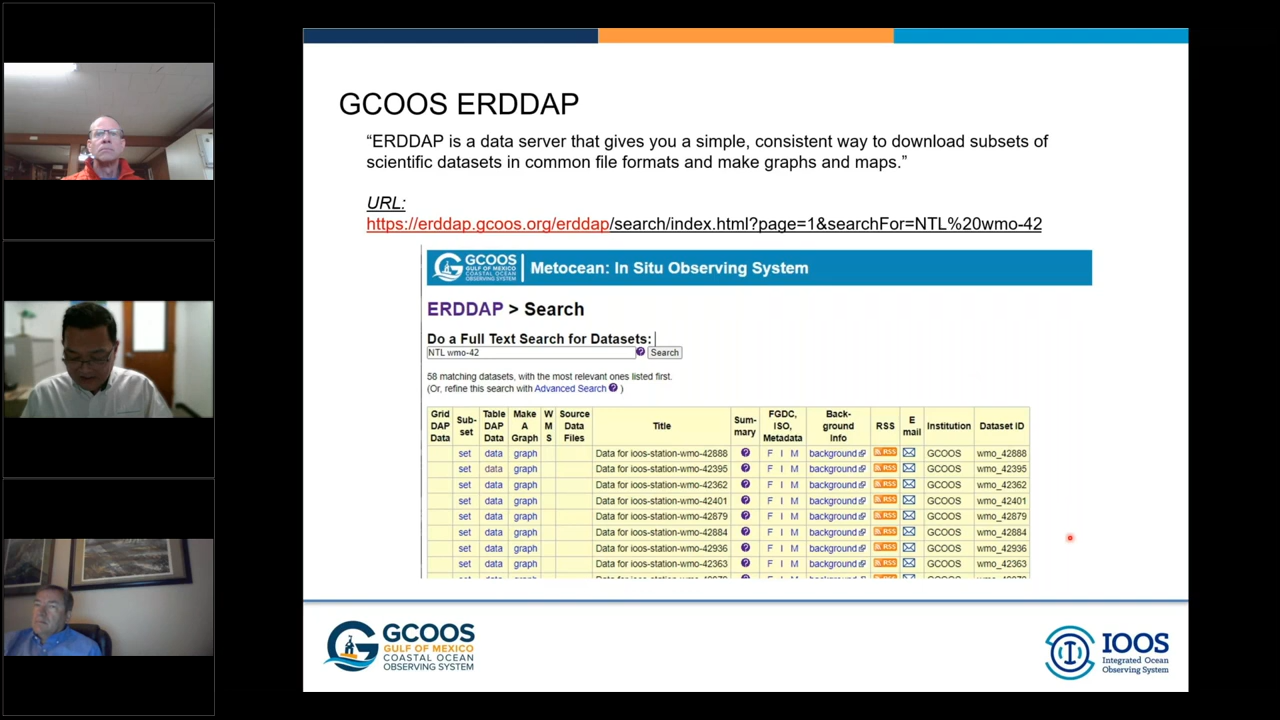 GCOOS ERDDAP
“ERDDAP is a data server that gives you a simple, consistent way to download subsets of
scientific datasets in common file formats and make graphs and maps.”
URL:
https://erddap.gcoos.org/erddap/search/index.html?page=1&searchFor=NTL%20wmo-42
GCOOS
GULF OF MEXICO
COASTAL OCEAN
OBSERVING SYSTEM
Metocean: In Situ Observing System
ERDDAP > Search
Do a Full Text Search for Datasets:
NTL wmo-42 ? Search
58 matching datasets, with the most relevant ones listed first.
(Or, refine this search with Advanced Search ? )
Grid DAP Data Sub-set Table DAP Data Make A Graph W M S Source Data Files Title Sum-mary FGDC, ISO, Metadata Back-ground Info RSS E mail Institution Dataset ID
set data graph Data for ioos-station-wmo-42888 ? F I M background RSS GCOOS wmo_42888
set data graph Data for ioos-station-wmo-42395 ? F I M background RSS GCOOS wmo_42395
set data graph Data for ioos-station-wmo-42362 ? F I M background RSS GCOOS wmo_42362
set data graph Data for ioos-station-wmo-42401 ? F I M background RSS GCOOS wmo_42401
set data graph Data for ioos-station-wmo-42879 ? F I M background RSS GCOOS wmo_42879
set data graph Data for ioos-station-wmo-42884 ? F I M background RSS GCOOS wmo_42884
set data graph Data for ioos-station-wmo-42936 ? F I M background RSS GCOOS wmo_42936
set data graph Data for ioos-station-wmo-42363 ? F I M background RSS GCOOS wmo_42363
GCOOS
GULF OF MEXICO
COASTAL OCEAN
OBSERVING SYSTEM
IOOS
Integrated Ocean
Observing System